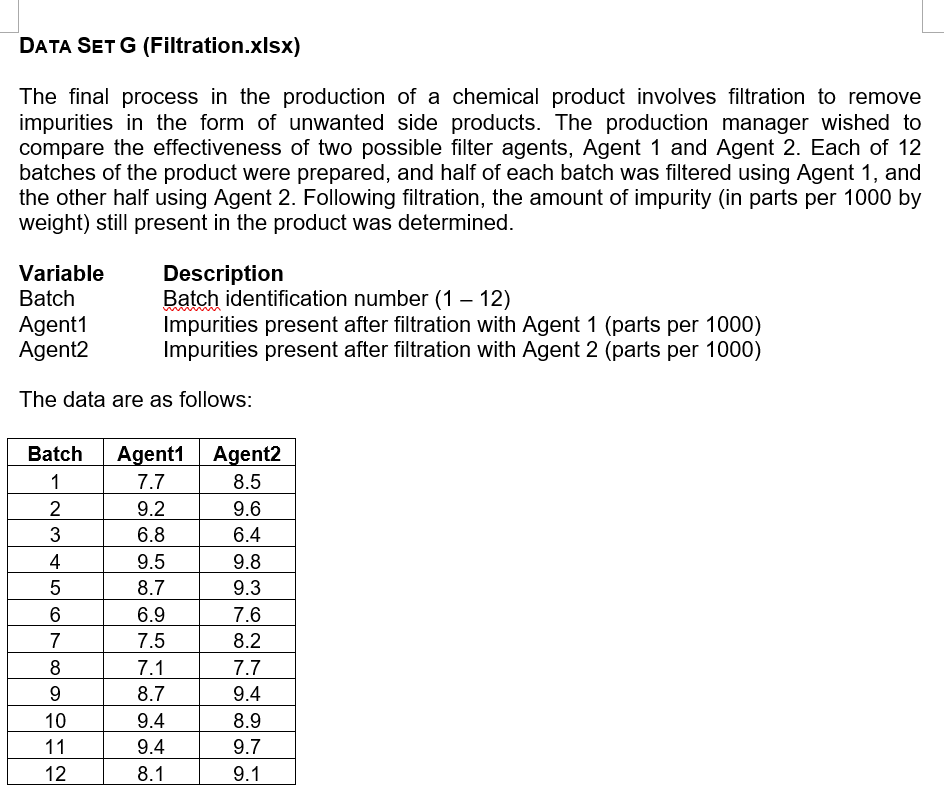 DATA SET G (Filtration.xlsx)
The final process in the production of a chemical product involves filtration to remove
impurities in the form of unwanted side products. The production manager wished to
compare the effectiveness of two possible filter agents, Agent 1 and Agent 2. Each of 12
batches of the product were prepared, and half of each batch was filtered using Agent 1, and
the other half using Agent 2. Following filtration, the amount of impurity (in parts per 1000 by
weight) still present in the product was determined.
Variable Description
Batch Batch identification number (1 – 12)
Agent1 Impurities present after filtration with Agent 1 (parts per 1000)
Agent2 Impurities present after filtration with Agent 2 (parts per 1000)
The data are as follows:
Batch Agent1 Agent2
1 7.7 8.5
2 9.2 9.6
3 6.8 6.4
4 9.5 9.8
5 8.7 9.3
6 6.9 7.6
7 7.5 8.2
8 7.1 7.7
9 8.7 9.4
10 9.4 8.9
11 9.4 9.7
12 8.1 9.1